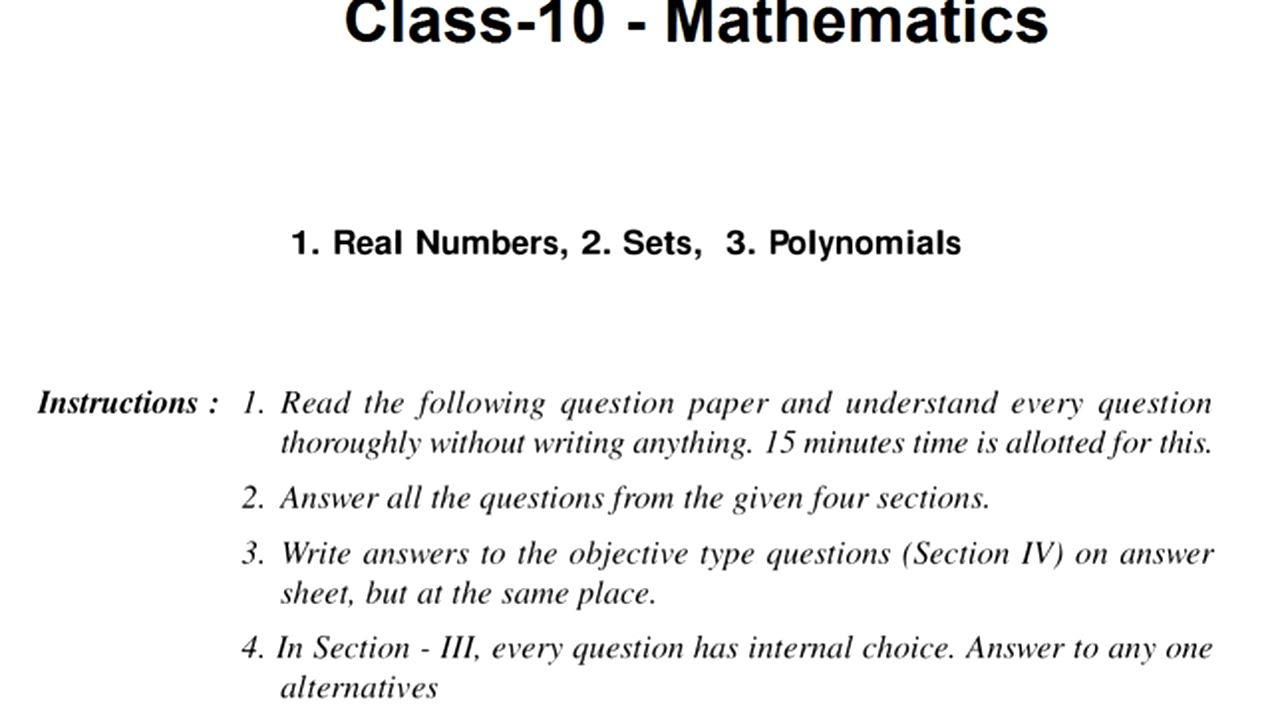 Class-10 - Mathematics
1. Real Numbers, 2. Sets, 3. Polynomials
Instructions : 1. Read the following question paper and understand every question
thoroughly without writing anything. 15 minutes time is allotted for this.
2. Answer all the questions from the given four sections.
3. Write answers to the objective type questions (Section IV) on answer
sheet, but at the same place.
4. In Section - III, every question has internal choice. Answer to any one
alternatives